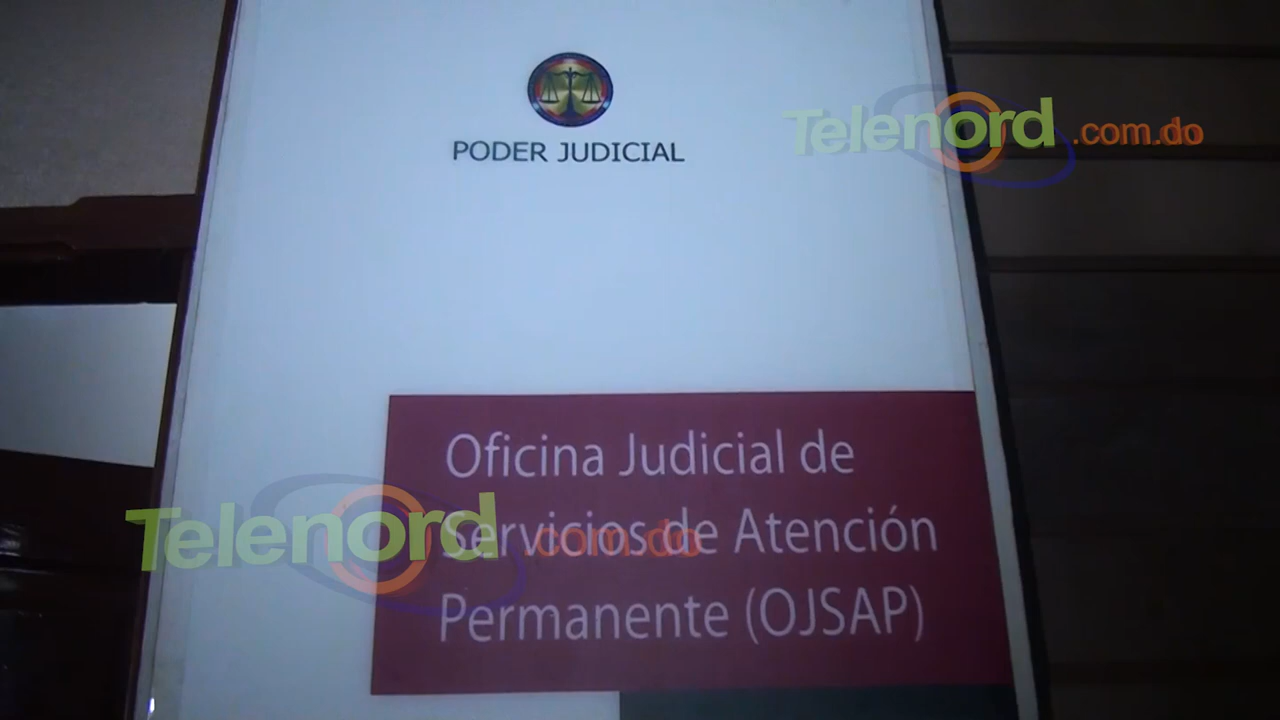 Telenord.com.do
PODER JUDICIAL
Oficina Judicial de
Servicios de Atención
Permanente (OJSAP)
Telenord.com.do